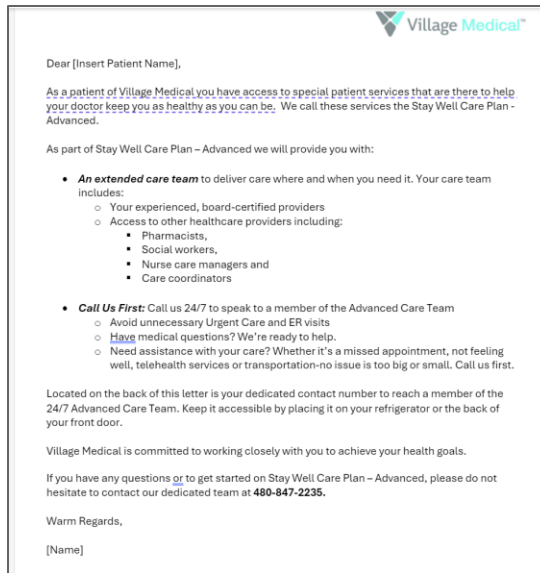 Village Medical™
Dear [Insert Patient Name],
As a patient of Village Medical you have access to special patient services that are there to help
your doctor keep you as healthy as you can be.  We call these services the Stay Well Care Plan -
Advanced.
As part of Stay Well Care Plan – Advanced we will provide you with:
• An extended care team to deliver care where and when you need it. Your care team
includes:
○ Your experienced, board-certified providers
○ Access to other healthcare providers including:
▪ Pharmacists,
▪ Social workers,
▪ Nurse care managers and
▪ Care coordinators
• Call Us First: Call us 24/7 to speak to a member of the Advanced Care Team
○ Avoid unnecessary Urgent Care and ER visits
○ Have medical questions? We're ready to help.
○ Need assistance with your care? Whether it's a missed appointment, not feeling
well, telehealth services or transportation-no issue is too big or small. Call us first.
Located on the back of this letter is your dedicated contact number to reach a member of the
24/7 Advanced Care Team. Keep it accessible by placing it on your refrigerator or the back of
your front door.
Village Medical is committed to working closely with you to achieve your health goals.
If you have any questions or to get started on Stay Well Care Plan – Advanced, please do not
hesitate to contact our dedicated team at 480-847-2235.
Warm Regards,
[Name]